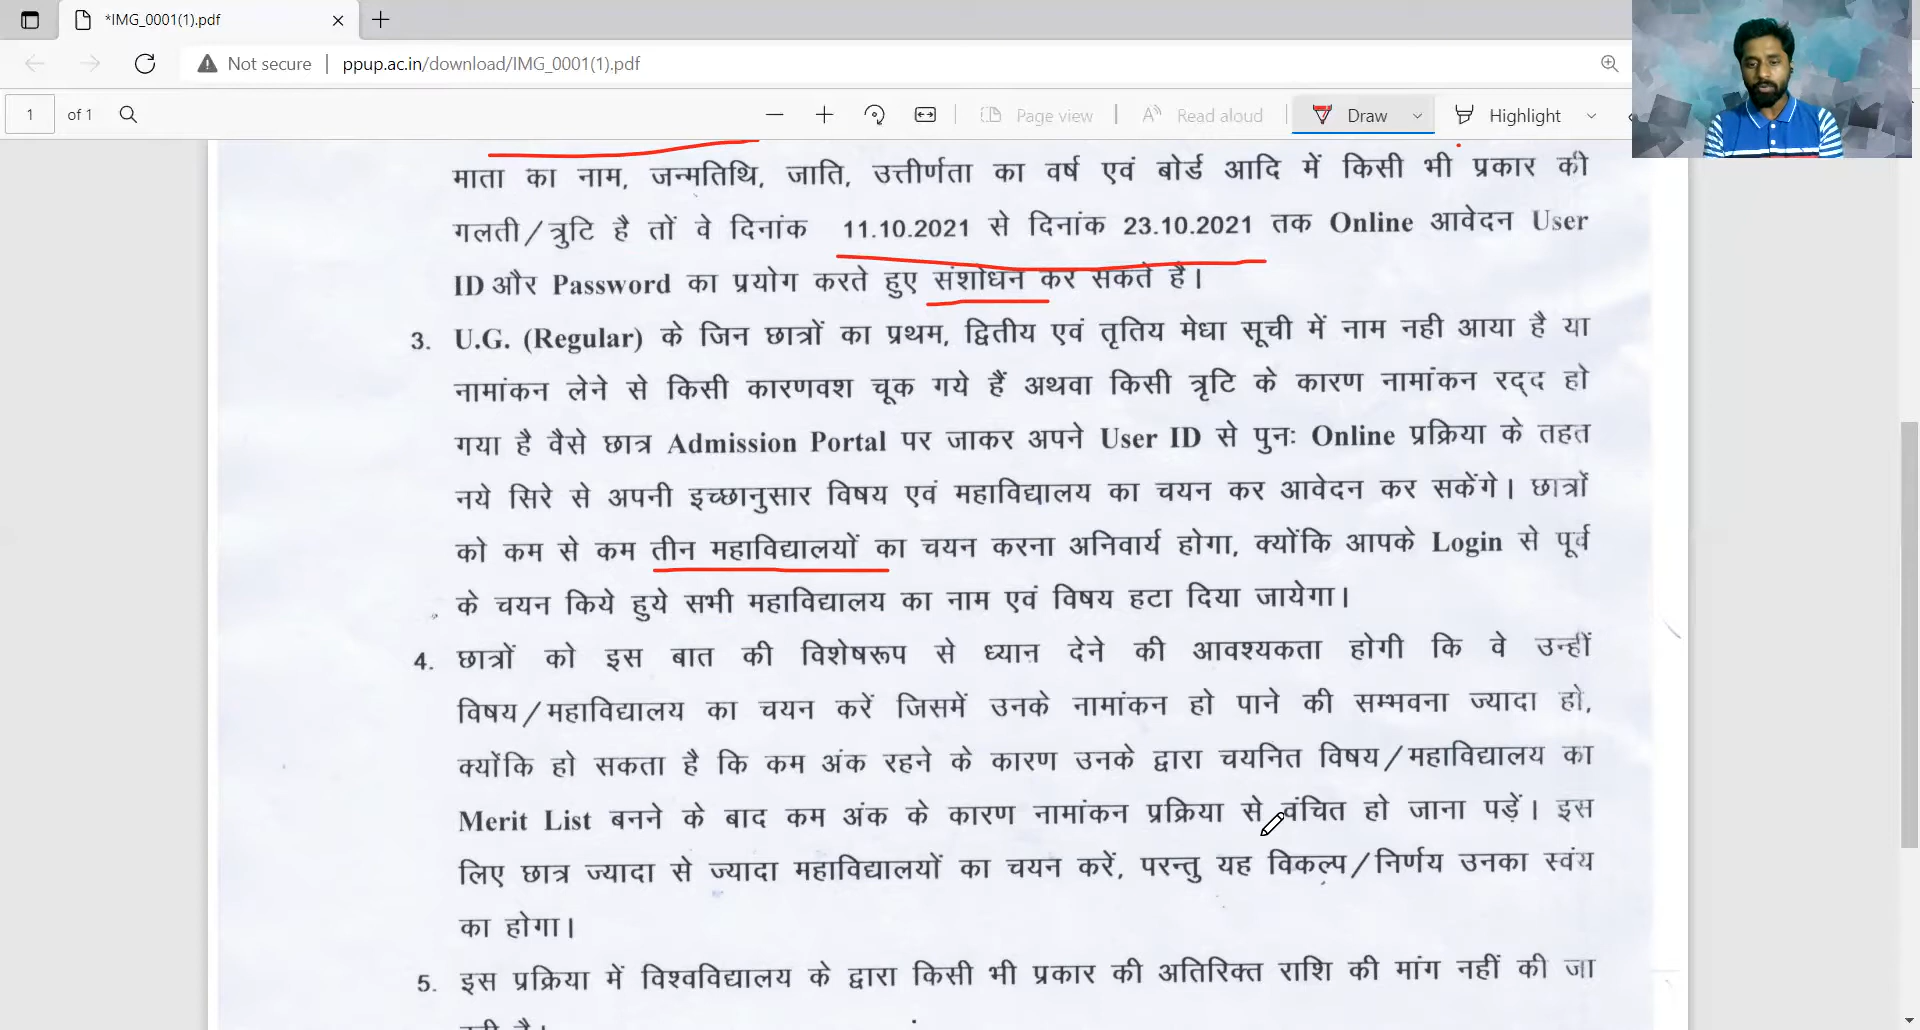 *IMG_0001(1).pdf
Not secure
ppup.ac.in/download/IMG_0001(1).pdf
1 of 1
Page view
Read aloud
Draw
Highlight
माता का नाम, जन्मतिथि, जाति, उत्तीर्णता का वर्ष एवं बोर्ड आदि में किसी भी प्रकार की
गलती/त्रुटि है तों वे दिनांक 11.10.2021 से दिनांक 23.10.2021 तक Online आवेदन User
ID और Password का प्रयोग करते हुए संशोधन कर सकते है।
3. U.G. (Regular) के जिन छात्रों का प्रथम, द्वितीय एवं तृतिय मेधा सूची में नाम नही आया है या
नामांकन लेने से किसी कारणवश चूक गये हैं अथवा किसी त्रृटि के कारण नामांकन रद्द हो
गया है वैसे छात्र Admission Portal पर जाकर अपने User ID से पुनः Online प्रक्रिया के तहत
नये सिरे से अपनी इच्छानुसार विषय एवं महाविद्यालय का चयन कर आवेदन कर सकेंगे। छात्रों
को कम से कम तीन महाविद्यालयों का चयन करना अनिवार्य होगा, क्योंकि आपके Login से पूर्व
के चयन किये हुये सभी महाविद्यालय का नाम एवं विषय हटा दिया जायेगा।
4. छात्रों को इस बात की विशेषरूप से ध्यान देने की आवश्यकता होगी कि वे उन्हीं
विषय/महाविद्यालय का चयन करें जिसमें उनके नामांकन हो पाने की सम्भवना ज्यादा हो,
क्योंकि हो सकता है कि कम अंक रहने के कारण उनके द्वारा चयनित विषय/महाविद्यालय का
Merit List बनने के बाद कम अंक के कारण नामांकन प्रक्रिया से वंचित हो जाना पड़ें। इस
लिए छात्र ज्यादा से ज्यादा महाविद्यालयों का चयन करें, परन्तु यह विकल्प/निर्णय उनका स्वंय
का होगा।
5. इस प्रक्रिया में विश्वविद्यालय के द्वारा किसी भी प्रकार की अतिरिक्त राशि की मांग नहीं की जा